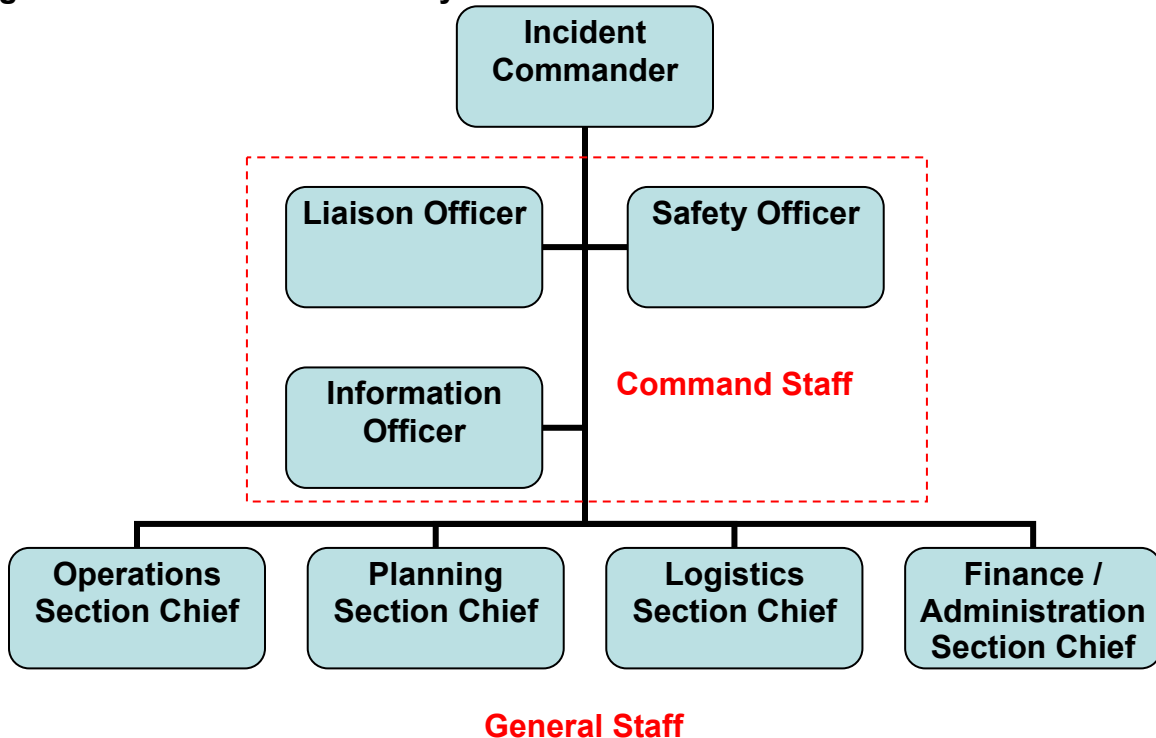 Incident
Commander
Liaison Officer
Safety Officer
Information
Officer
Command Staff
Operations
Section Chief
Planning
Section Chief
Logistics
Section Chief
Finance /
Administration
Section Chief
General Staff